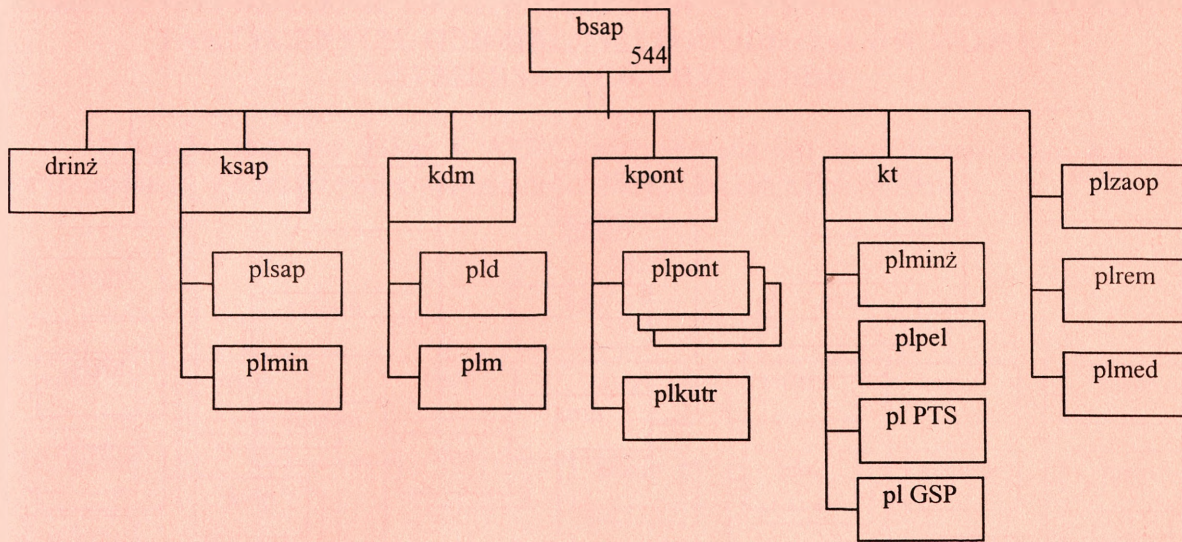 bsap
544
drinż
ksap
kdm
kpont
kt
plzaop
plsap
pld
plpont
plminż
plrem
plmin
plm
plkutr
plpel
plmed
pl PTS
pl GSP